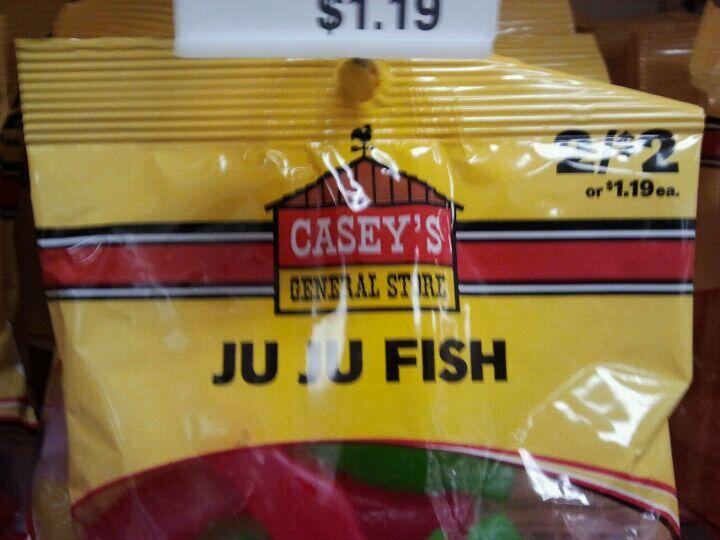 $1.19
2/$2
or $1.19 ea.
CASEY'S
GENERAL STORE
JU JU FISH